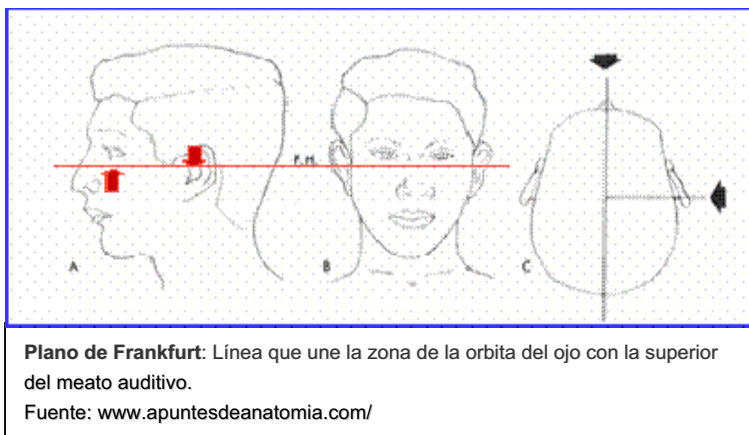 F.H.
A
B
C
Plano de Frankfurt: Línea que une la zona de la orbita del ojo con la superior
del meato auditivo.
Fuente: www.apuntesdeanatomia.com/